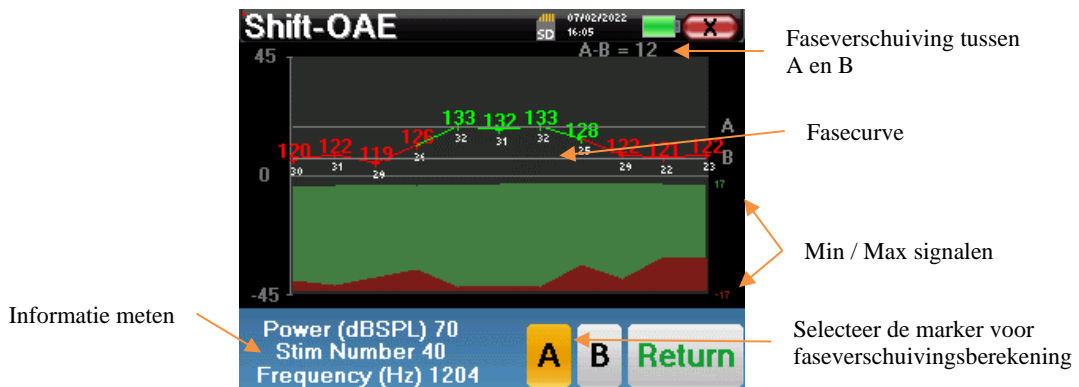 Shift-OAE
SD
07/02/2022
16:05
X
45
A-B = 12
Faseverschuiving tussen
A en B
133 132 133
126 128
120 122 119 122 121 122
A
B
Fasecurve
32 31 32
26 25
30 31 29 29 22 23
0
17
Min / Max signalen
-45
-17
Informatie meten
Power (dBSPL) 70
Stim Number 40
Frequency (Hz) 1204
A
B
Return
Selecteer de marker voor
faseverschuivingsberekening